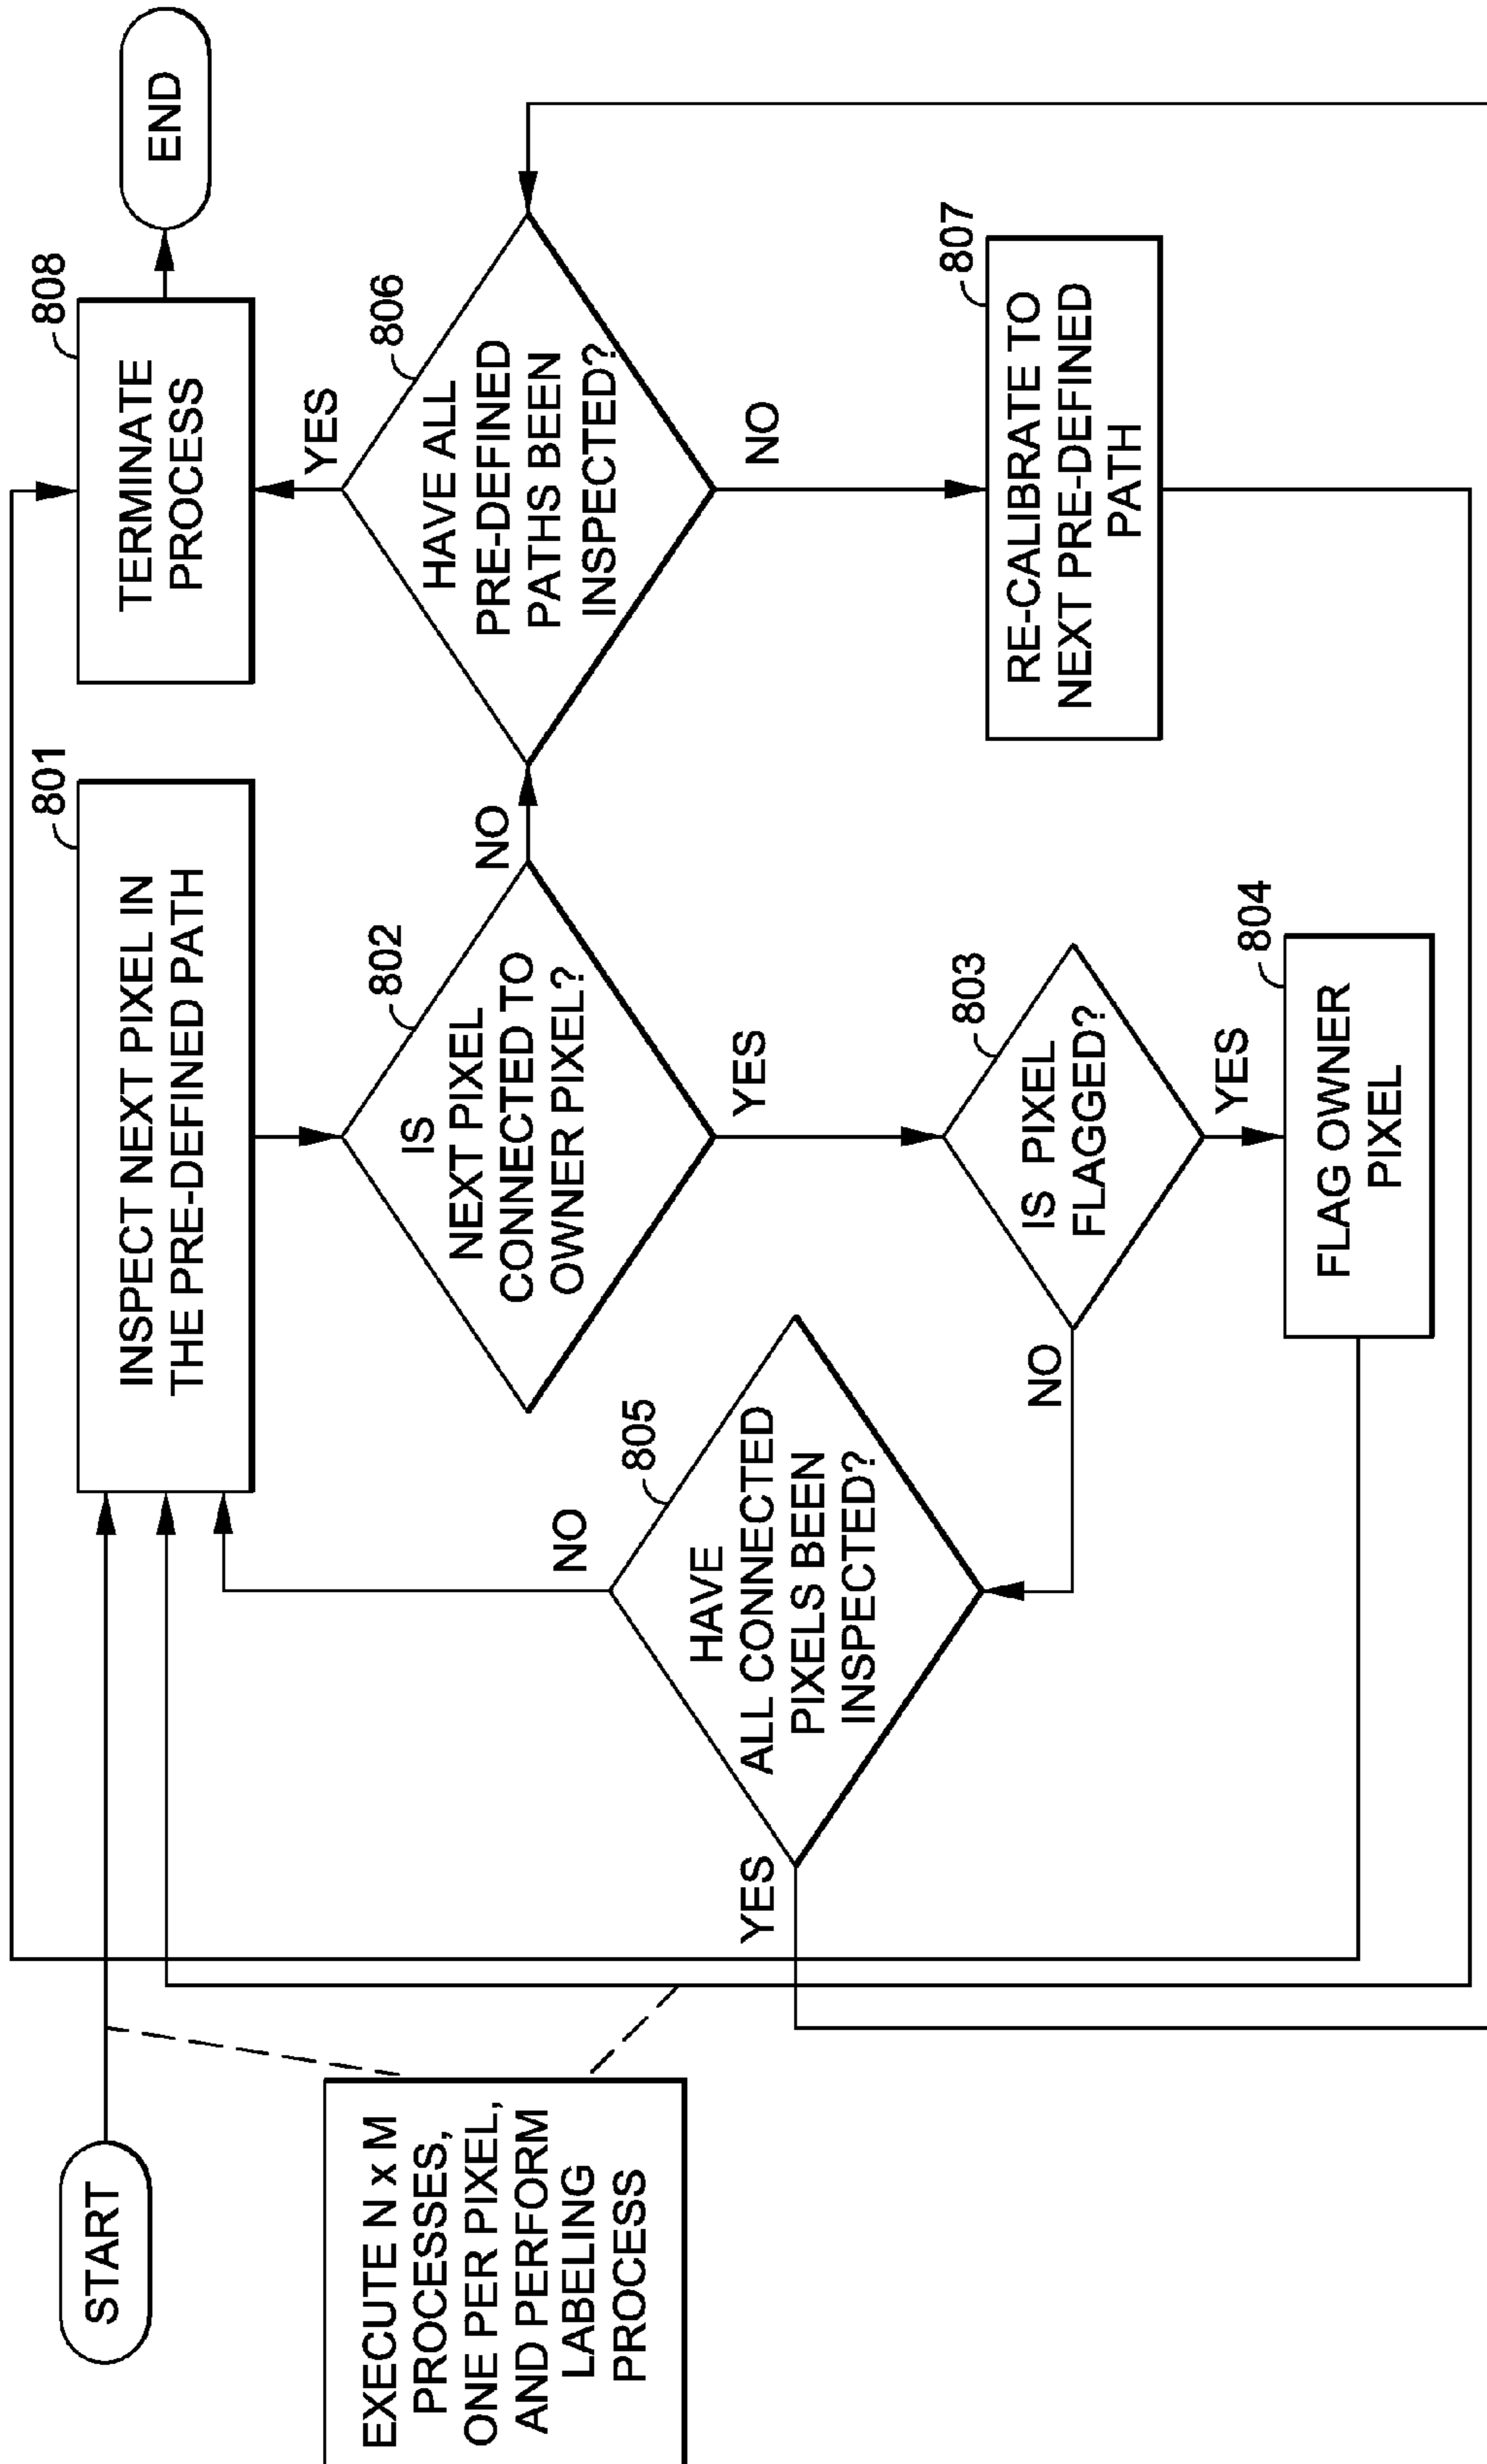 START
EXECUTE N x M
PROCESSES,
ONE PER PIXEL,
AND PERFORM
LABELING
PROCESS
801
INSPECT NEXT PIXEL IN
THE PRE-DEFINED PATH
802
IS
NEXT PIXEL
CONNECTED TO
OWNER PIXEL?
NO
YES
803
IS PIXEL
FLAGGED?
NO
YES
804
FLAG OWNER
PIXEL
805
HAVE
ALL CONNECTED
PIXELS BEEN
INSPECTED?
NO
YES
806
HAVE ALL
PRE-DEFINED
PATHS BEEN
INSPECTED?
YES
NO
807
RE-CALIBRATE TO
NEXT PRE-DEFINED
PATH
808
TERMINATE
PROCESS
END